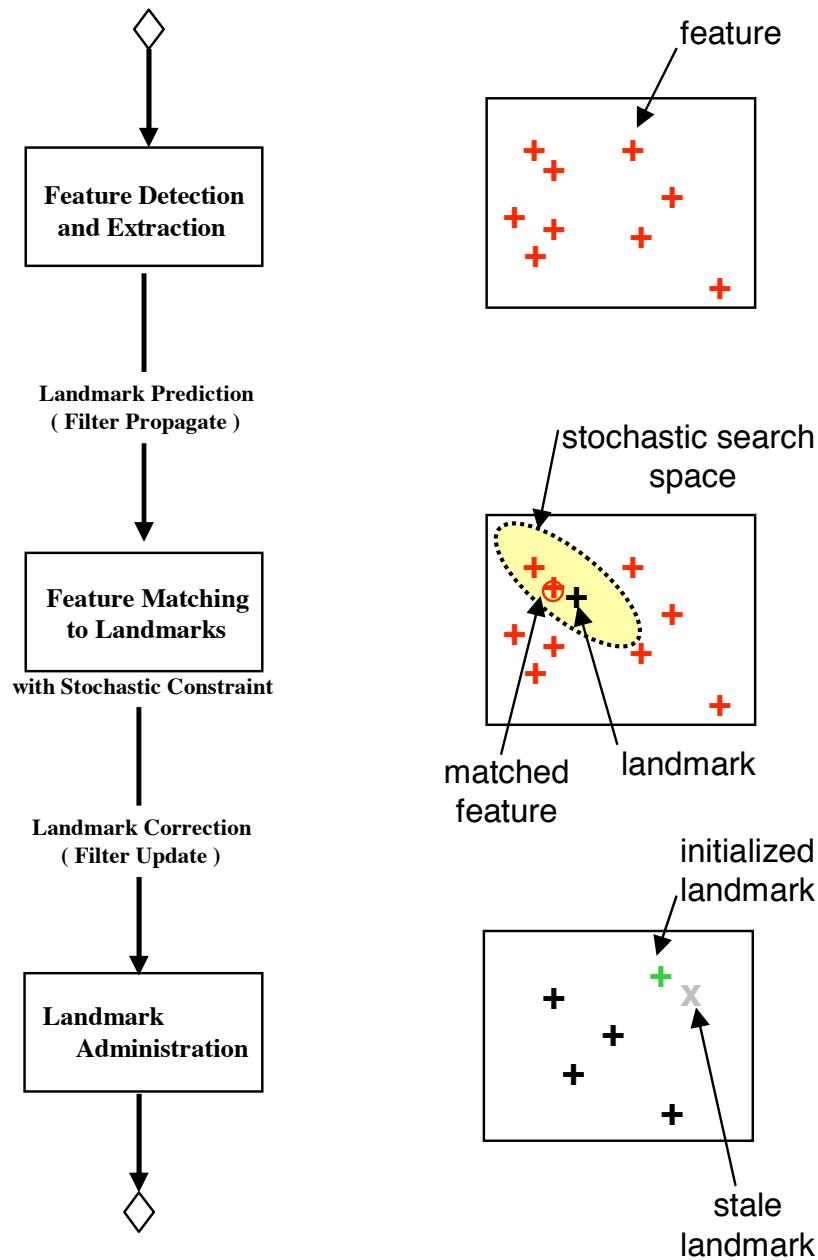 feature
Feature Detection
and Extraction
Landmark Prediction
( Filter Propagate )
stochastic search
space
Feature Matching
to Landmarks
with Stochastic Constraint
matched
feature
landmark
Landmark Correction
( Filter Update )
initialized
landmark
Landmark
Administration
stale
landmark